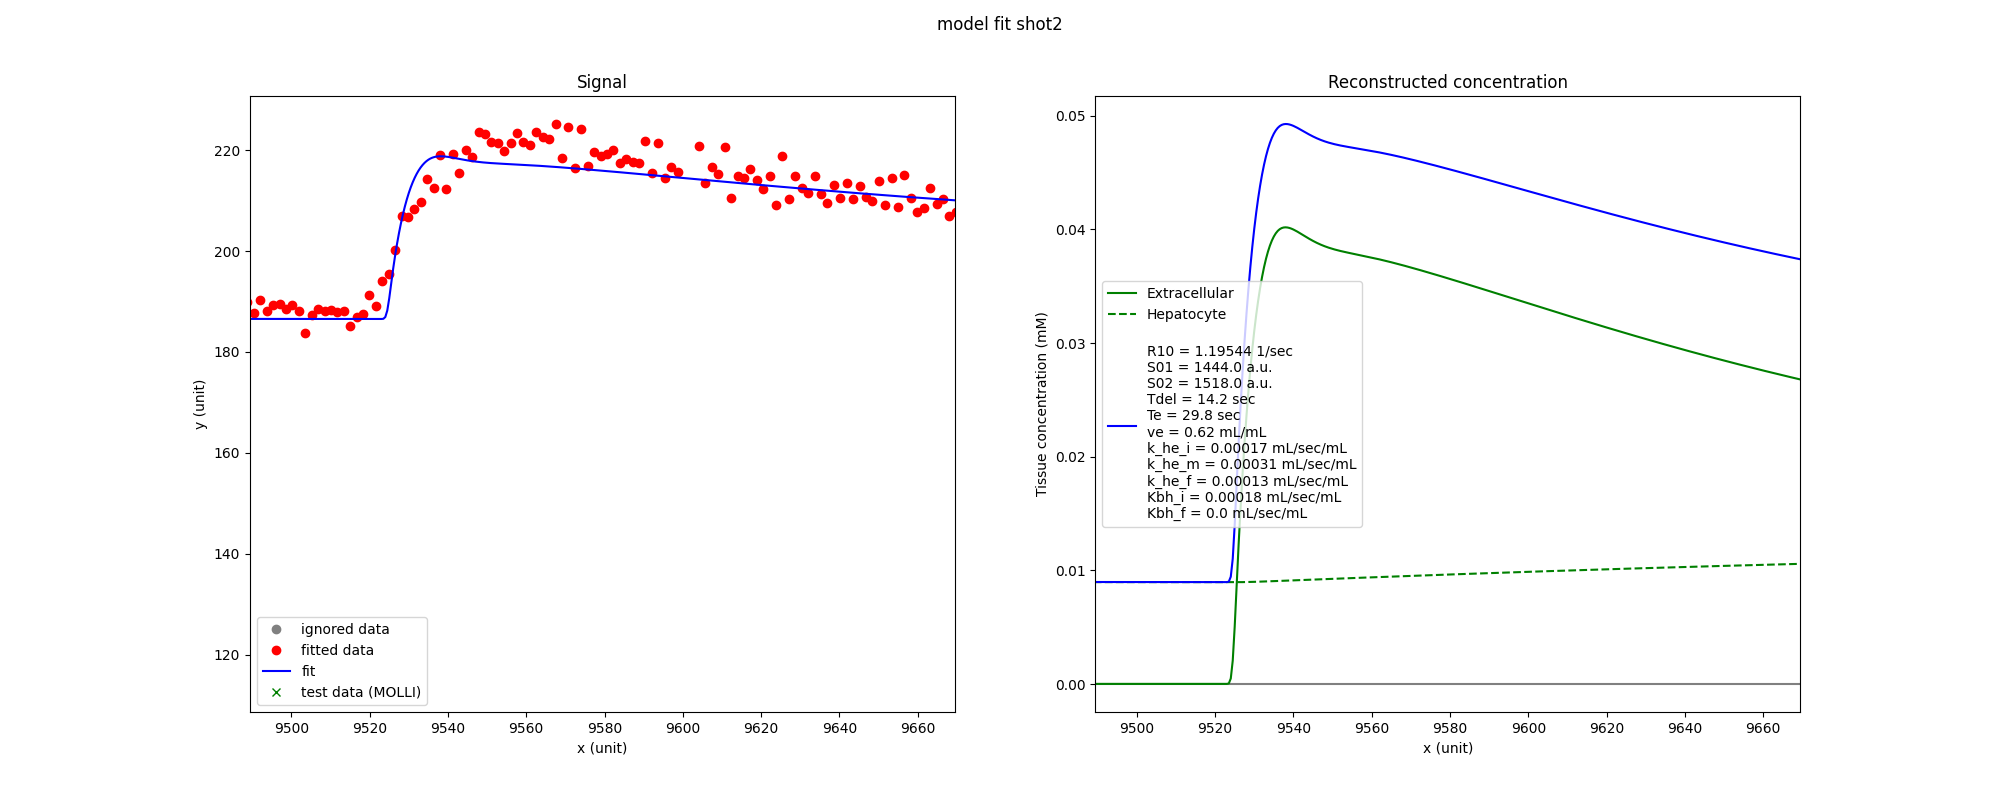 model fit shot2
Signal
220
200
180
160
140
120
y (unit)
9500 9520 9540 9560 9580 9600 9620 9640 9660
x (unit)
ignored data
fitted data
fit
test data (MOLLI)
Reconstructed concentration
0.05
0.04
0.03
0.02
0.01
0.00
Tissue concentration (mM)
9500 9520 9540 9560 9580 9600 9620 9640 9660
x (unit)
Extracellular
Hepatocyte
R10 = 1.19544 1/sec
S01 = 1444.0 a.u.
S02 = 1518.0 a.u.
Tdel = 14.2 sec
Te = 29.8 sec
ve = 0.62 mL/mL
k_he_i = 0.00017 mL/sec/mL
k_he_m = 0.00031 mL/sec/mL
k_he_f = 0.00013 mL/sec/mL
Kbh_i = 0.00018 mL/sec/mL
Kbh_f = 0.0 mL/sec/mL